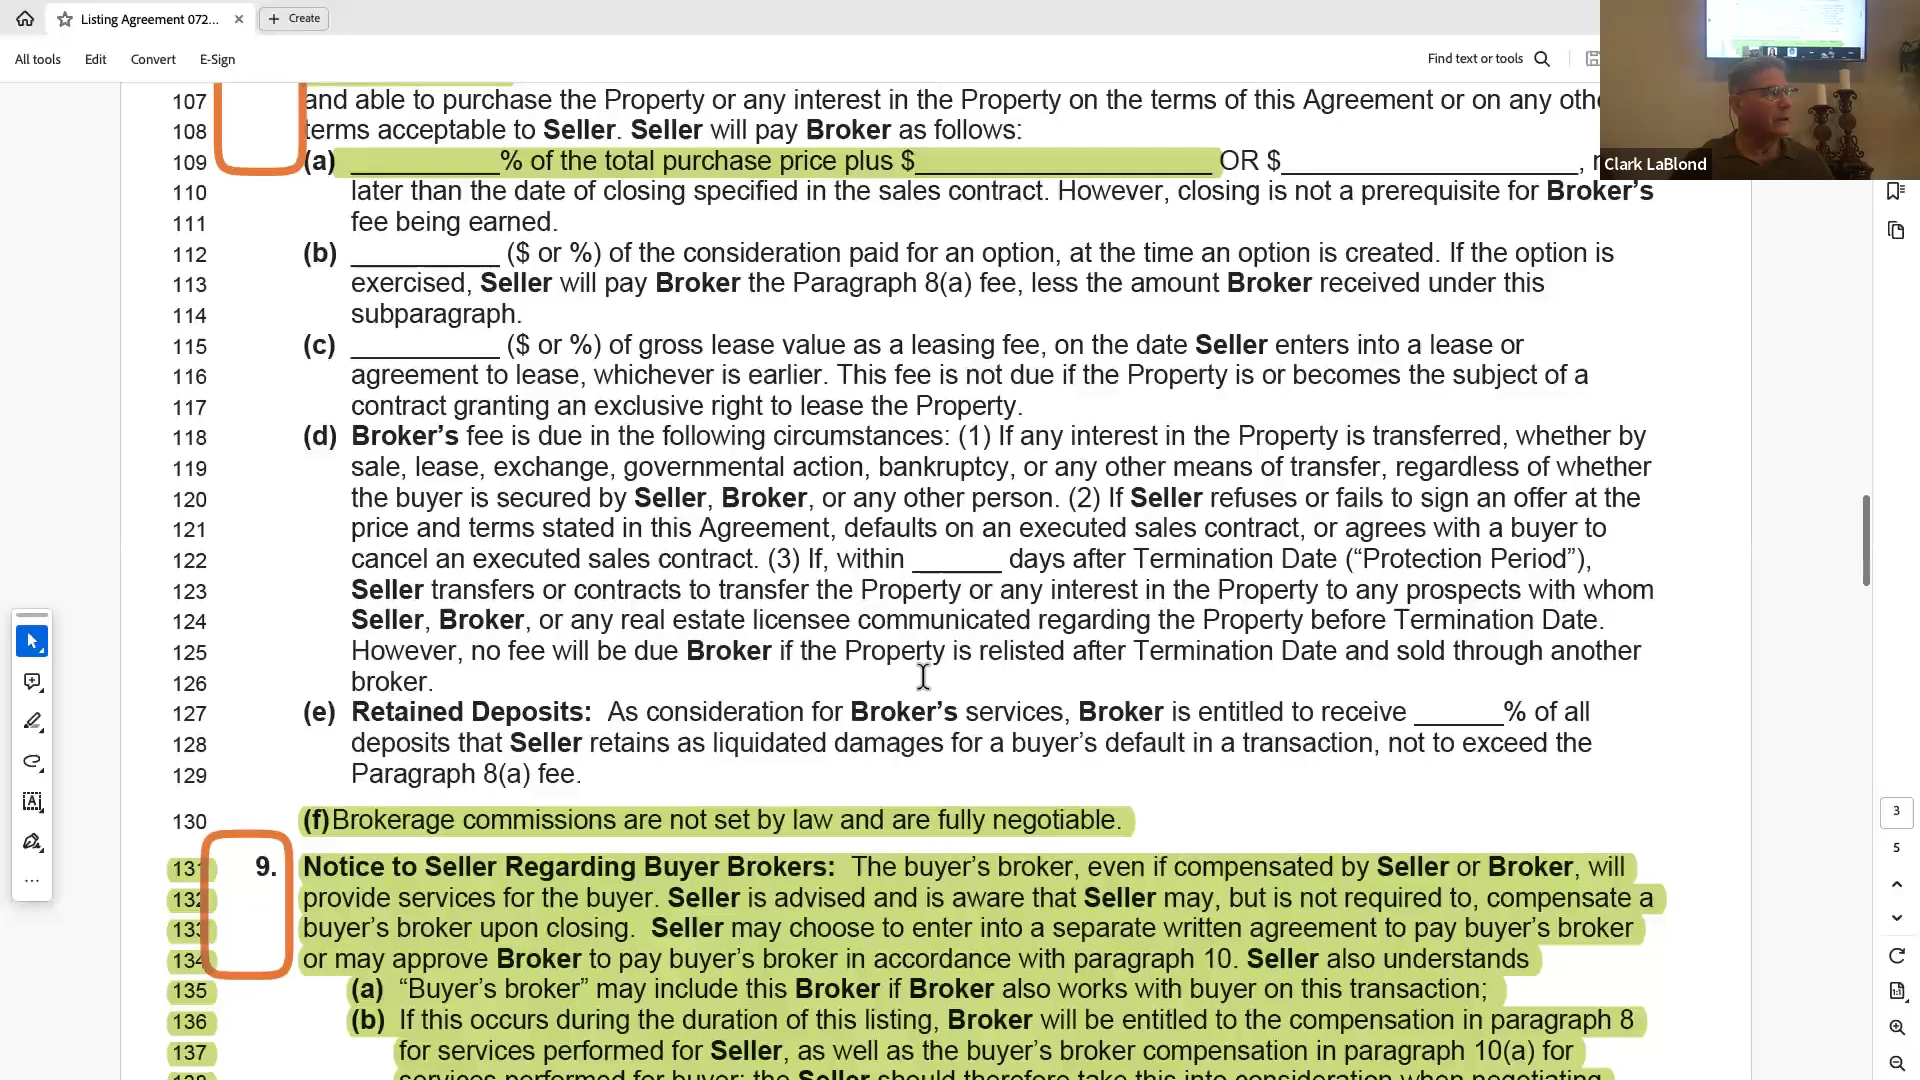 Listing Agreement 072...
Create
All tools
Edit
Convert
E-Sign
Find text or tools
107 and able to purchase the Property or any interest in the Property on the terms of this Agreement or on any
108 terms acceptable to Seller. Seller will pay Broker as follows:
109 (a) __________% of the total purchase price plus $____________________ OR $____________________,
110 later than the date of closing specified in the sales contract. However, closing is not a prerequisite for Broker’s
111 fee being earned.
112 (b) __________ ($ or %) of the consideration paid for an option, at the time an option is created. If the option is
113 exercised, Seller will pay Broker the Paragraph 8(a) fee, less the amount Broker received under this
114 subparagraph.
115 (c) __________ ($ or %) of gross lease value as a leasing fee, on the date Seller enters into a lease or
116 agreement to lease, whichever is earlier. This fee is not due if the Property is or becomes the subject of a
117 contract granting an exclusive right to lease the Property.
118 (d) Broker’s fee is due in the following circumstances: (1) If any interest in the Property is transferred, whether by
119 sale, lease, exchange, governmental action, bankruptcy, or any other means of transfer, regardless of whether
120 the buyer is secured by Seller, Broker, or any other person. (2) If Seller refuses or fails to sign an offer at the
121 price and terms stated in this Agreement, defaults on an executed sales contract, or agrees with a buyer to
122 cancel an executed sales contract. (3) If, within ______ days after Termination Date (“Protection Period”),
123 Seller transfers or contracts to transfer the Property or any interest in the Property to any prospects with whom
124 Seller, Broker, or any real estate licensee communicated regarding the Property before Termination Date.
125 However, no fee will be due Broker if the Property is relisted after Termination Date and sold through another
126 broker.
127 (e) Retained Deposits: As consideration for Broker’s services, Broker is entitled to receive ______% of all
128 deposits that Seller retains as liquidated damages for a buyer’s default in a transaction, not to exceed the
129 Paragraph 8(a) fee.
130 (f)Brokerage commissions are not set by law and are fully negotiable.
131 9. Notice to Seller Regarding Buyer Brokers: The buyer’s broker, even if compensated by Seller or Broker, will
132 provide services for the buyer. Seller is advised and is aware that Seller may, but is not required to, compensate a
133 buyer’s broker upon closing. Seller may choose to enter into a separate written agreement to pay buyer’s broker
134 or may approve Broker to pay buyer’s broker in accordance with paragraph 10. Seller also understands
135 (a) “Buyer’s broker” may include this Broker if Broker also works with buyer on this transaction;
136 (b) If this occurs during the duration of this listing, Broker will be entitled to the compensation in paragraph 8
137 for services performed for Seller, as well as the buyer’s broker compensation in paragraph 10(a) for
138 services performed for buyer; the Seller should therefore take this into consideration when negotiating
Clark LaBlond
3
5